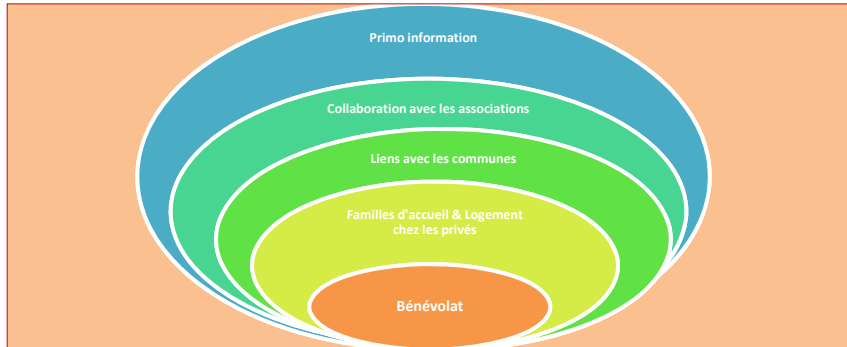 Primo information
Collaboration avec les associations
Liens avec les communes
Familles d'accueil & Logement
chez les privés
Bénévolat